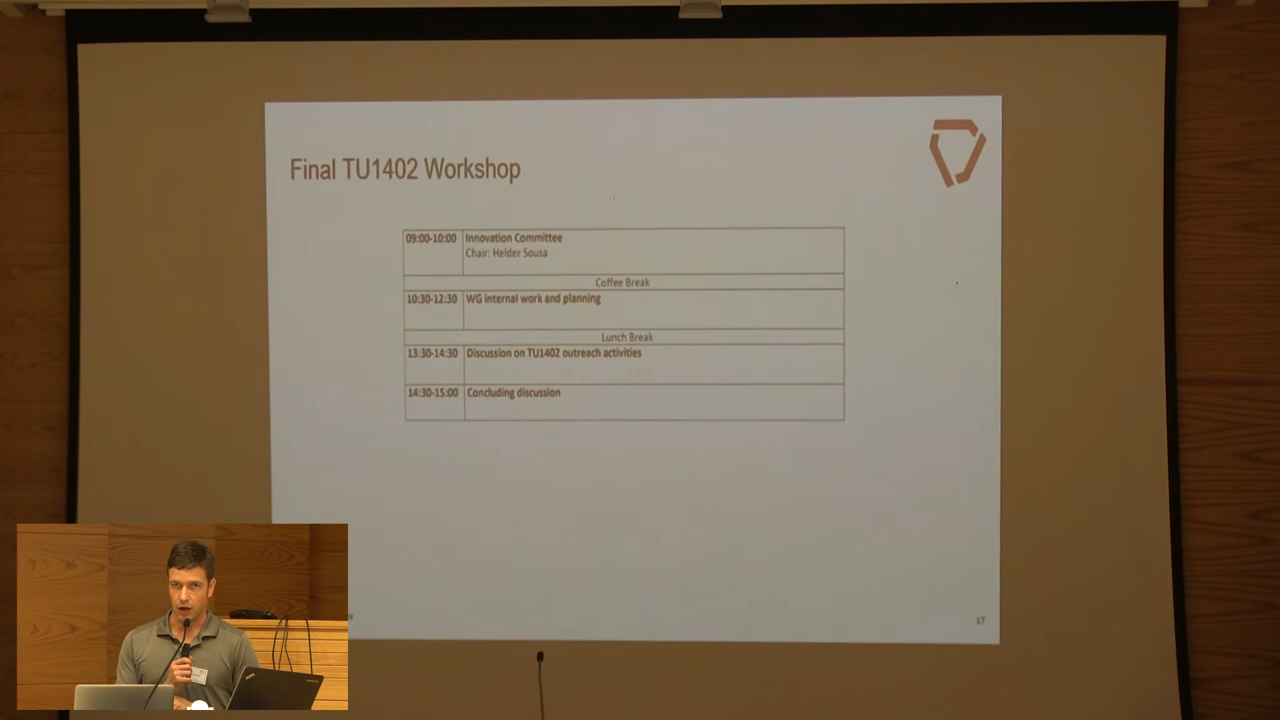 Final TU1402 Workshop
09:00-10:00 Innovation Committee
Chair: Helder Sousa
Coffee Break
10:30-12:30 WG internal work and planning
Lunch Break
13:30-14:30 Discussion on TU1402 outreach activities
14:30-15:00 Concluding discussion
17